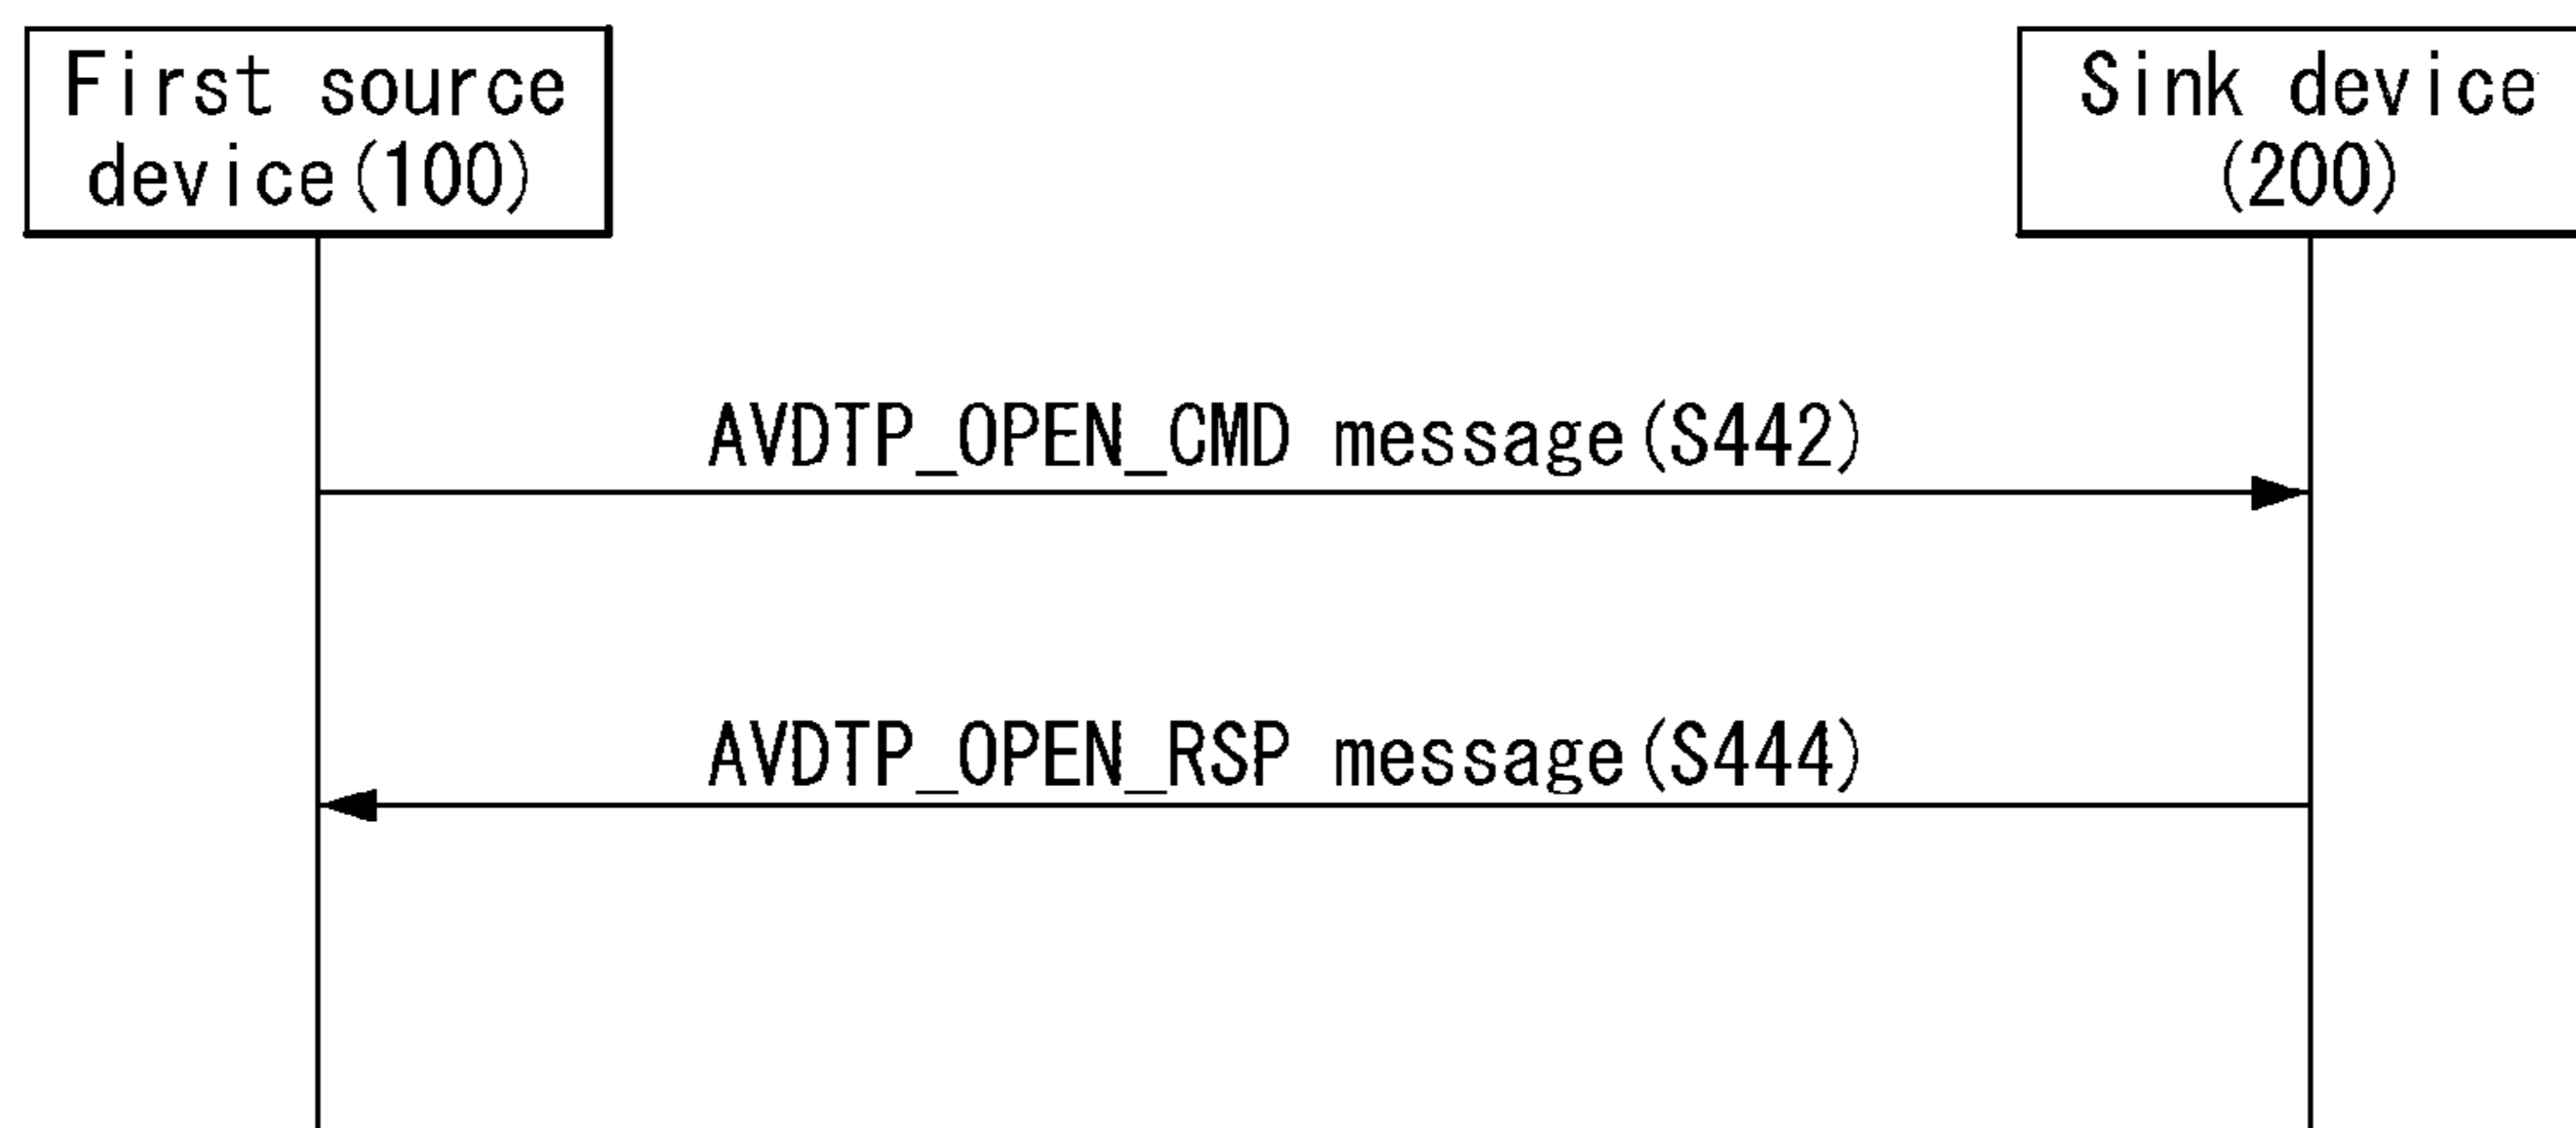 First source
device(100)
Sink device
(200)
AVDTP_OPEN_CMD message(S442)
AVDTP_OPEN_RSP message(S444)